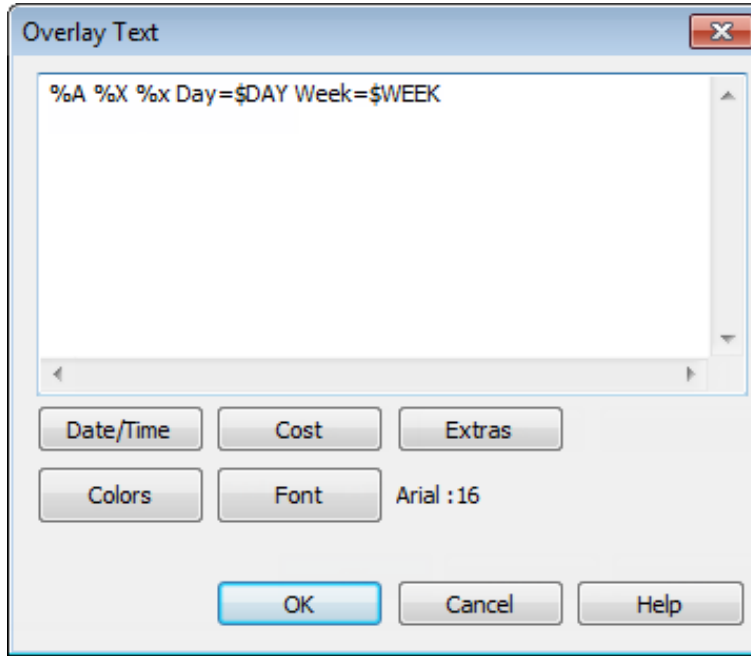 Overlay Text
%A %X %x Day=$DAY Week=$WEEK
Date/Time Cost Extras
Colors Font Arial :16
OK Cancel Help